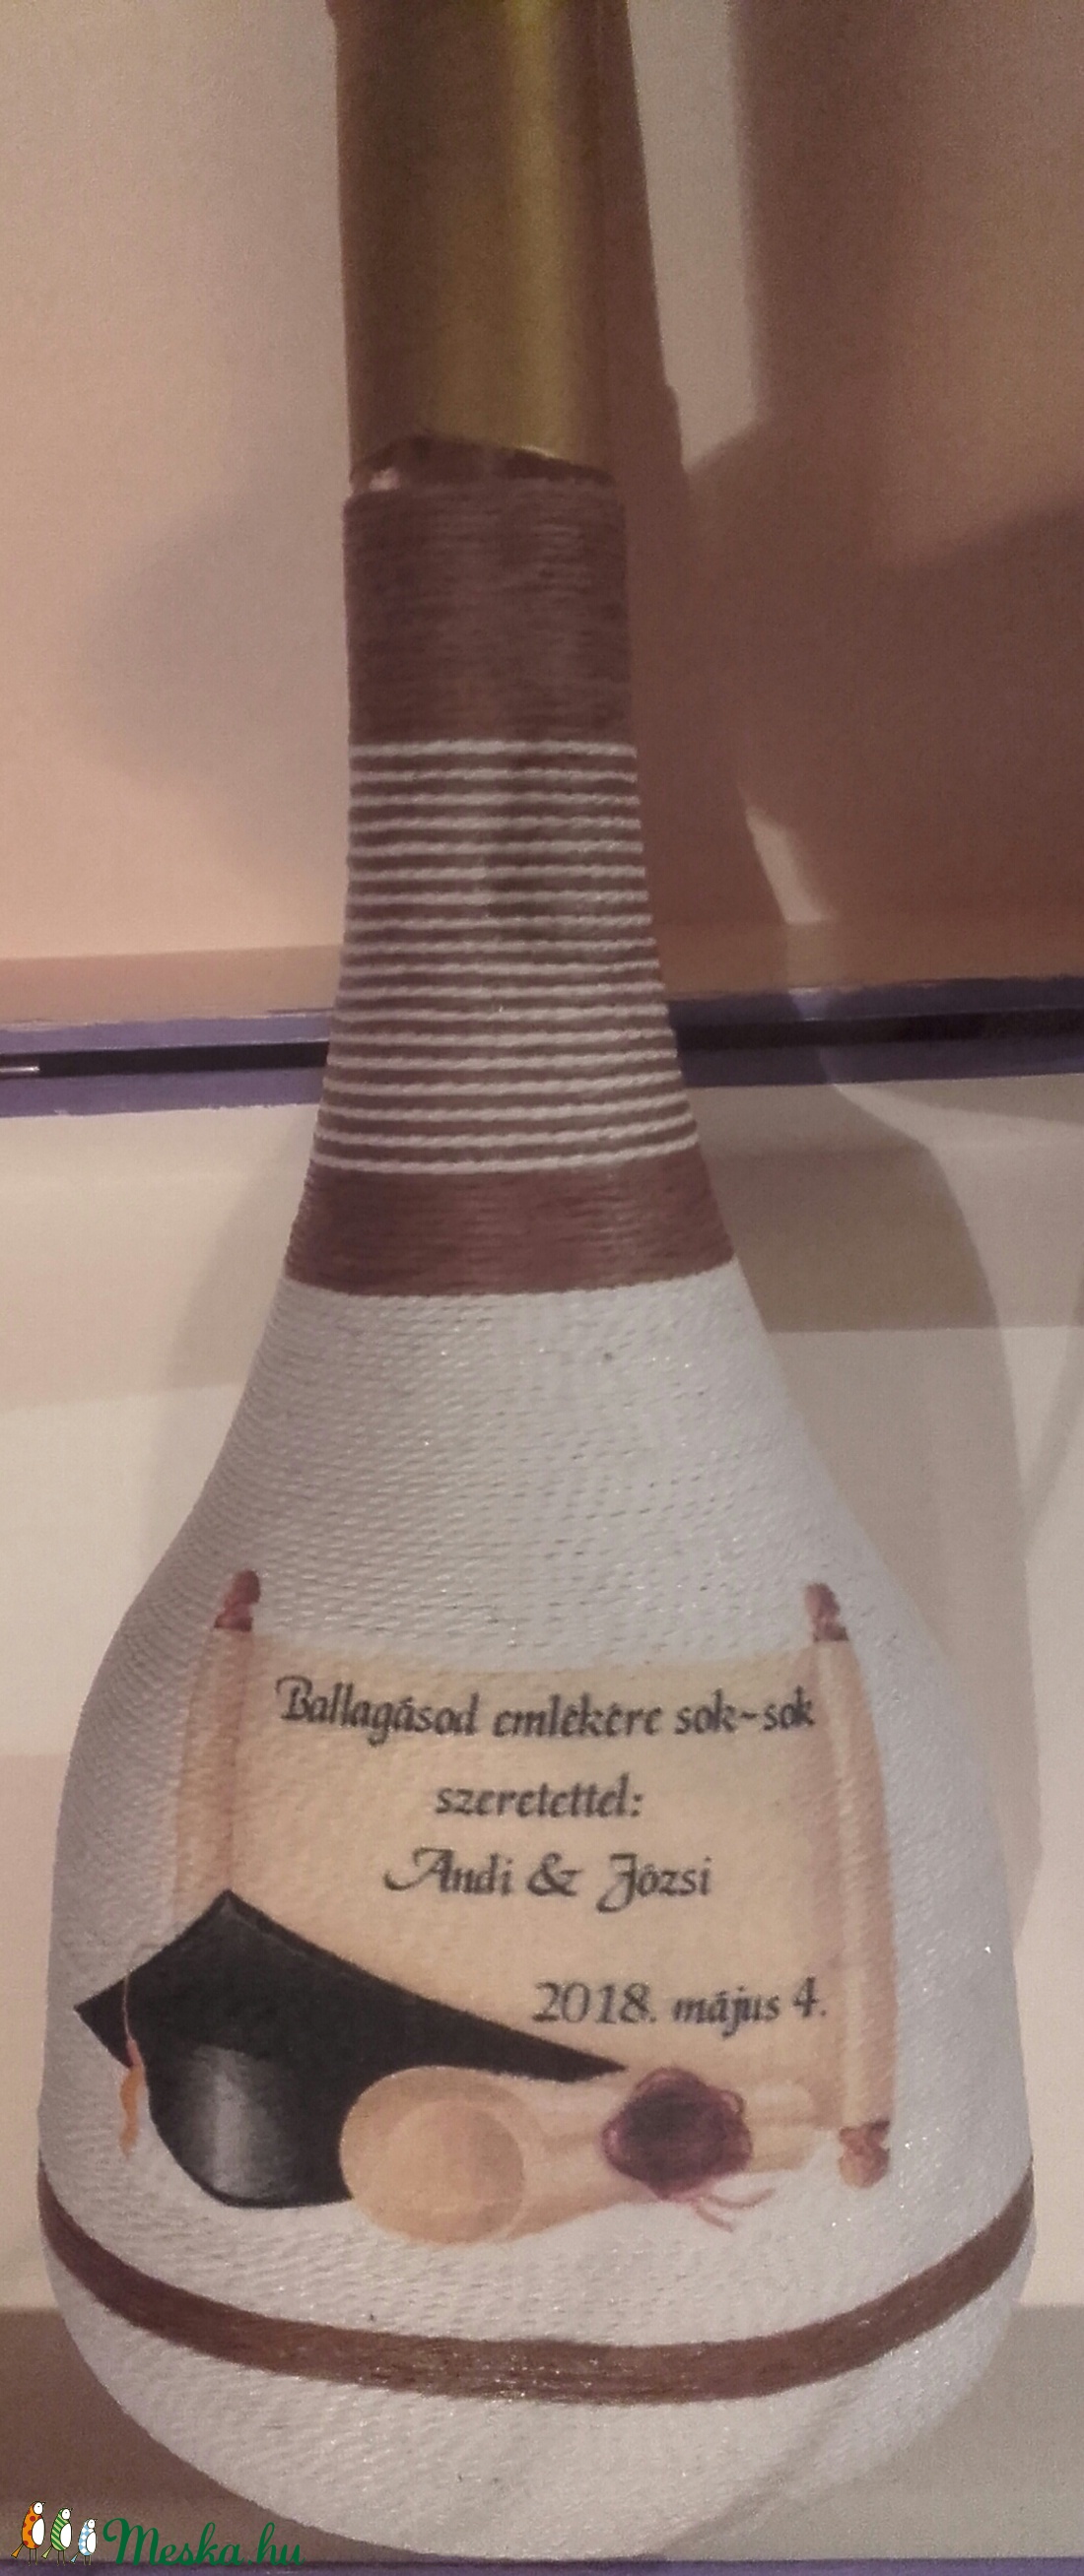 Ballagásod emlékére sok-sok
szeretettel:
Andi & Józsi
2018. május 4.
Meska.hu